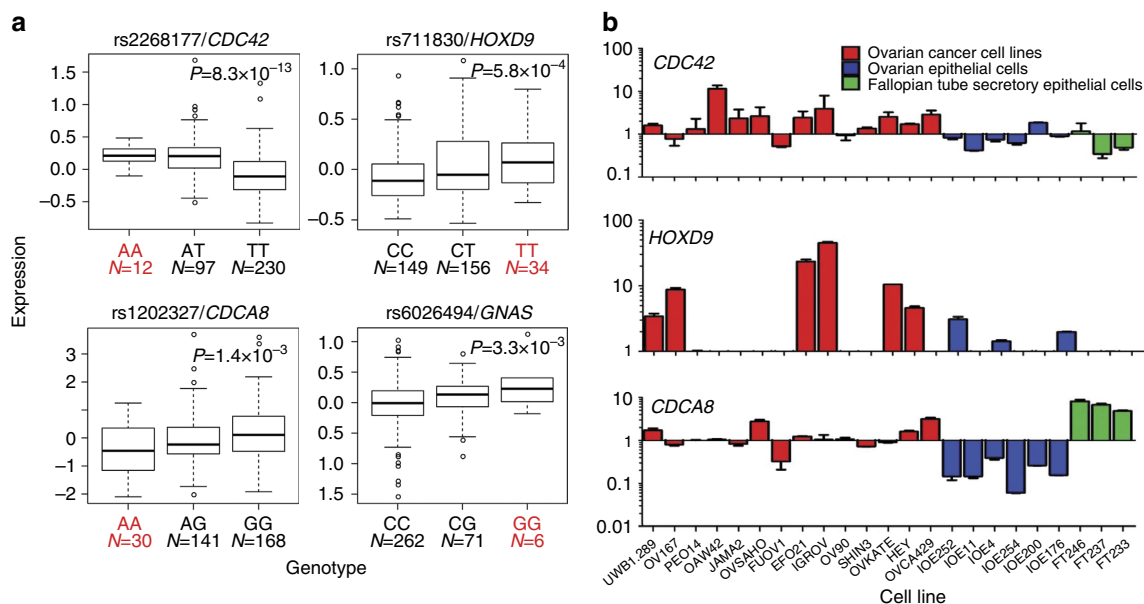 a
rs2268177/CDC42
P=8.3×10−13
1.5
1.0
0.5
0.0
−0.5
AA AT TT
N=12 N=97 N=230
rs711830/HOXD9
P=5.8×10−4
1.0
0.5
0.0
−0.5
CC CT TT
N=149 N=156 N=34
Expression
rs1202327/CDCA8
P=1.4×10−3
3
2
1
0
−1
−2
AA AG GG
N=30 N=141 N=168
rs6026494/GNAS
P=3.3×10−3
1.0
0.5
0.0
0.5
1.0
1.5
CC CG GG
N=262 N=71 N=6
Genotype
b
CDC42
Ovarian cancer cell lines
Ovarian epithelial cells
Fallopian tube secretory epithelial cells
100
10
1
0.1
HOXD9
100
10
1
CDCA8
10
1
0.1
0.01
UWB1.289
OV167
PEO14
OAW42
JAMA2
OVSAHO
FUOV1
EFO21
IGROV
OV90
SHIN3
OVKATE
HEY
OVCA429
IOE252
IOE11
IOE4
IOE254
IOE200
IOE176
FT246
FT237
FT233
Cell line